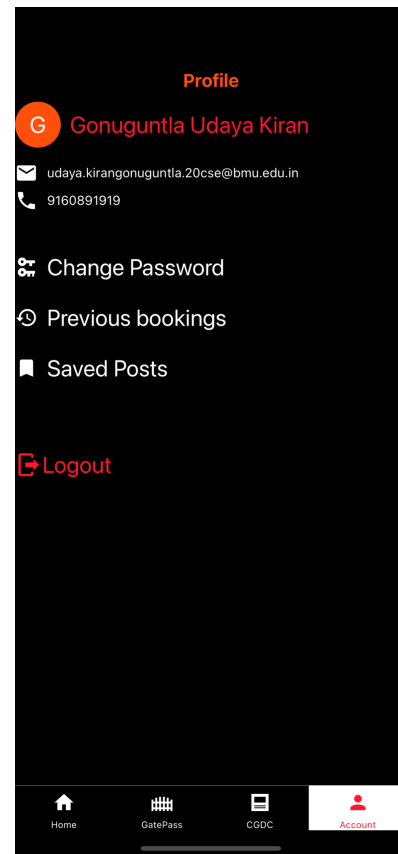 Profile
G
Gonuguntla Udaya Kiran
udaya.kirangonuguntla.20cse@bmu.edu.in
9160891919
Change Password
Previous bookings
Saved Posts
Logout
Home GatePass CGDC Account